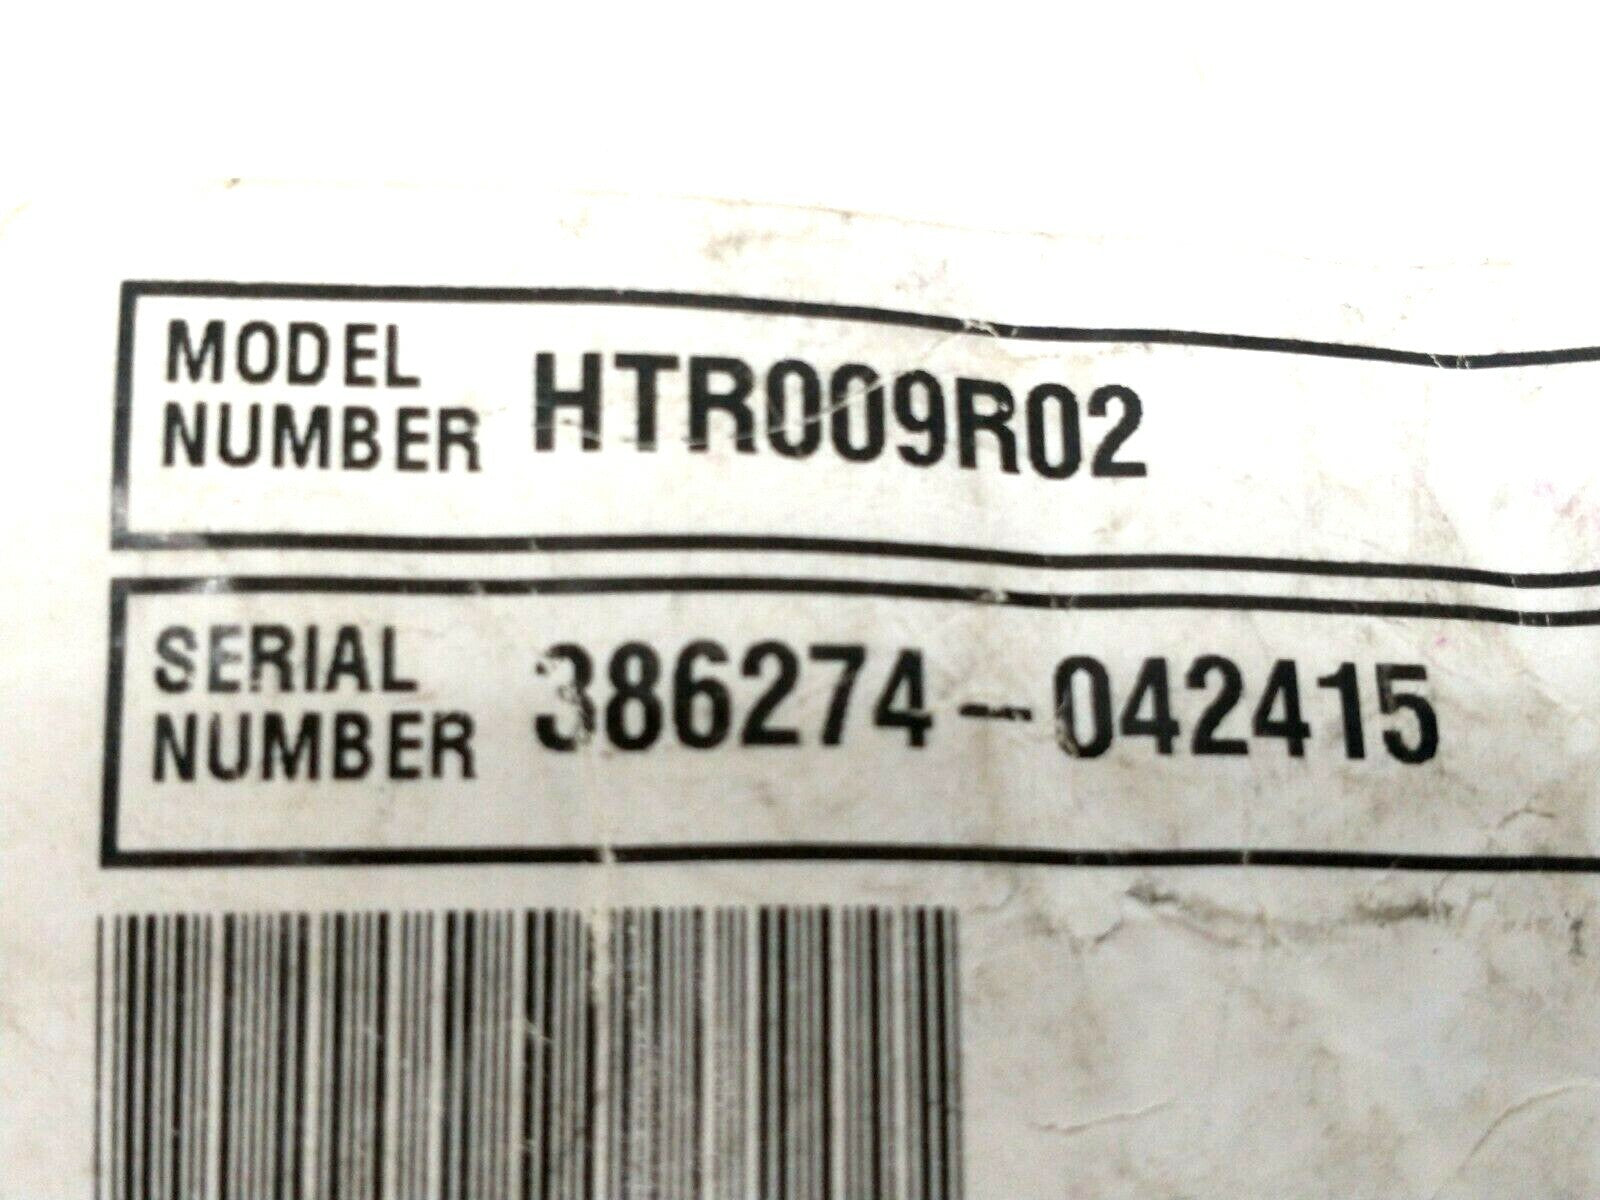 MODEL
NUMBER HTR009R02
SERIAL
NUMBER 386274-042415